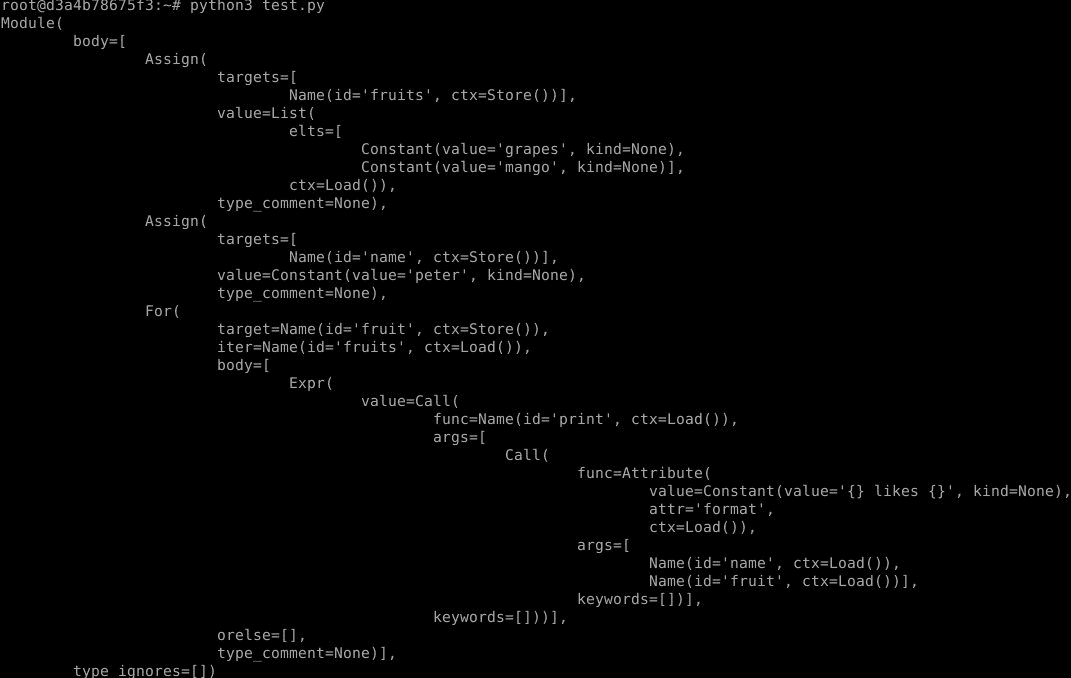 root@d3a4b78675f3:~# python3 test.py
Module(
        body=[
                Assign(
                        targets=[
                                Name(id='fruits', ctx=Store())],
                        value=List(
                                elts=[
                                        Constant(value='grapes', kind=None),
                                        Constant(value='mango', kind=None)],
                                ctx=Load()),
                        type_comment=None),
                Assign(
                        targets=[
                                Name(id='name', ctx=Store())],
                        value=Constant(value='peter', kind=None),
                        type_comment=None),
                For(
                        target=Name(id='fruit', ctx=Store()),
                        iter=Name(id='fruits', ctx=Load()),
                        body=[
                                Expr(
                                        value=Call(
                                                func=Name(id='print', ctx=Load()),
                                                args=[
                                                        Call(
                                                                func=Attribute(
                                                                        value=Constant(value='{} likes {}', kind=None),
                                                                        attr='format',
                                                                        ctx=Load()),
                                                                args=[
                                                                        Name(id='name', ctx=Load()),
                                                                        Name(id='fruit', ctx=Load())],
                                                                keywords=[])],
                                                keywords=[]))],
                        orelse=[],
                        type_comment=None)],
        type_ignores=[])